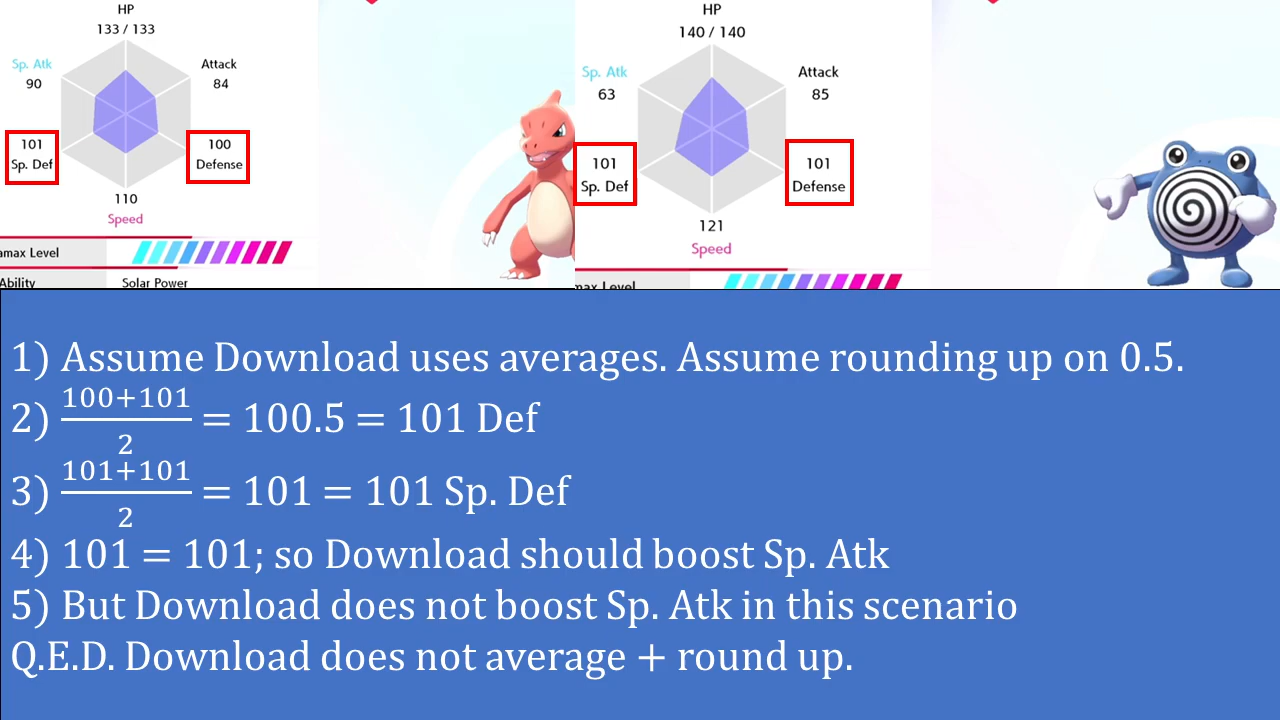 HP
133 / 133
Sp. Atk
90
Attack
84
101
Sp. Def
100
Defense
110
Speed
amax Level
Ability
Solar Power
HP
140 / 140
Sp. Atk
63
Attack
85
101
Sp. Def
101
Defense
121
Speed
max Level
1) Assume Download uses averages. Assume rounding up on 0.5.
2) (100+101)/2 = 100.5 = 101 Def
3) (101+101)/2 = 101 = 101 Sp. Def
4) 101 = 101; so Download should boost Sp. Atk
5) But Download does not boost Sp. Atk in this scenario
Q.E.D. Download does not average + round up.